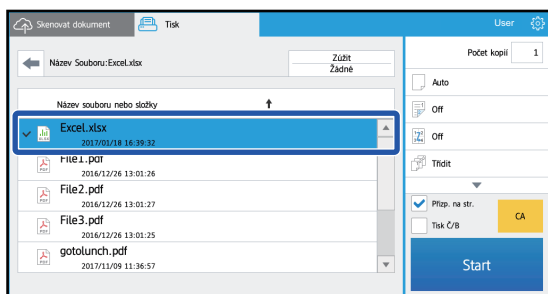 Skenovat dokument
Tisk
User
Název Souboru:Excel.xlsx
Zúžit
Žádné
Počet kopií 1
Název souboru nebo složky
Excel.xlsx
2017/01/18 16:39:32
File1.pdf
2016/12/26 13:01:26
File2.pdf
2016/12/26 13:01:27
File3.pdf
2016/12/26 13:01:25
gotolunch.pdf
2017/11/09 11:36:57
Auto
Off
Off
Třídit
Přizp. na str.
Tisk Č/B
CA
Start